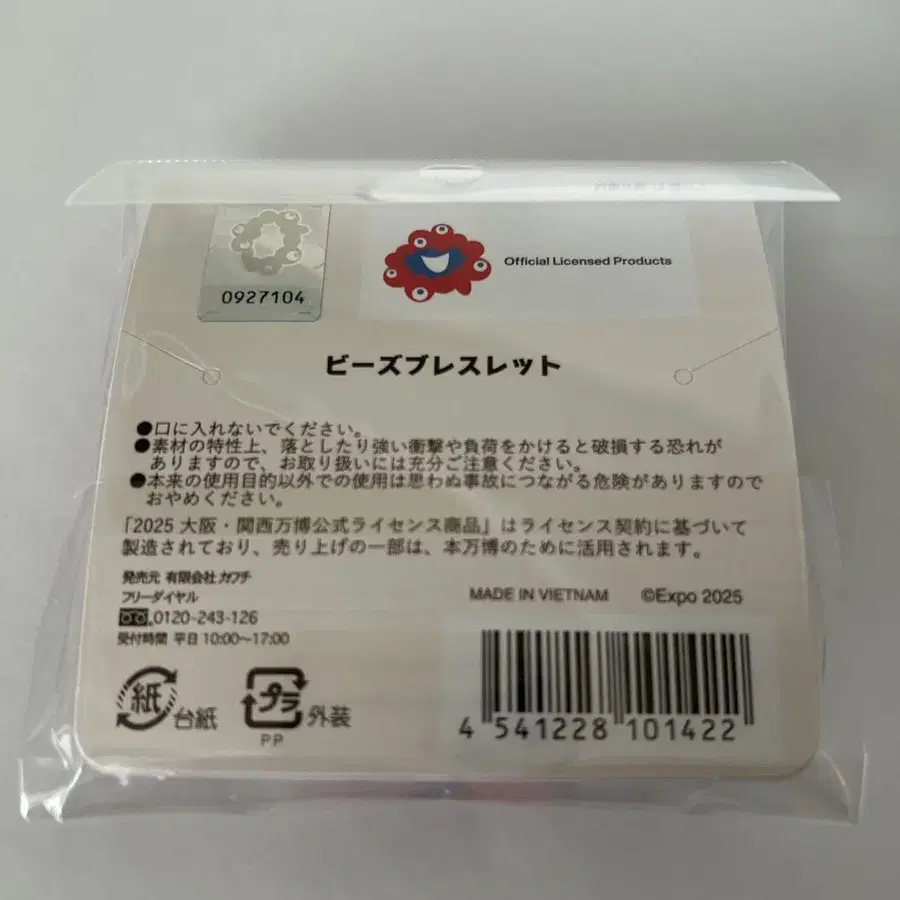 0927104
Official Licensed Products
ビーズブレスレット
●口に入れないでください。
●素材の特性上、落としたり強い衝撃や負荷をかけると破損する恐れが
ありますので、お取り扱いには充分ご注意ください。
●本来の使用目的以外での使用は思わぬ事故につながる危険がありますので
おやめください。
「2025 大阪・関西万博公式ライセンス商品」はライセンス契約に基づいて
製造されており、売り上げの一部は、本万博のために活用されます。
発売元 有限会社カワチ
フリーダイヤル
0120-243-126
受付時間 平日 10:00～17:00
MADE IN VIETNAM ©Expo 2025
紙 台紙
プラ 外装
PP
4 541228 101422